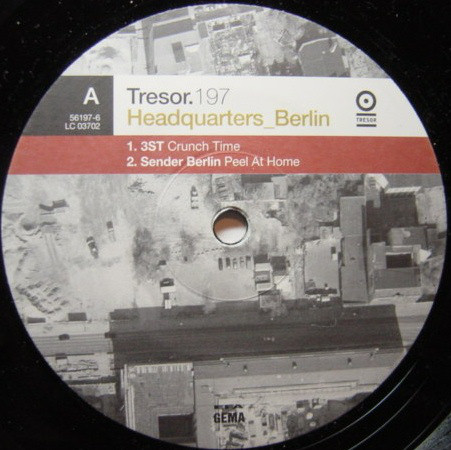 A
56197-6
LC 03702
Tresor.197
Headquarters_Berlin
TRESOR
1. 3ST Crunch Time
2. Sender Berlin Peel At Home
GEMA